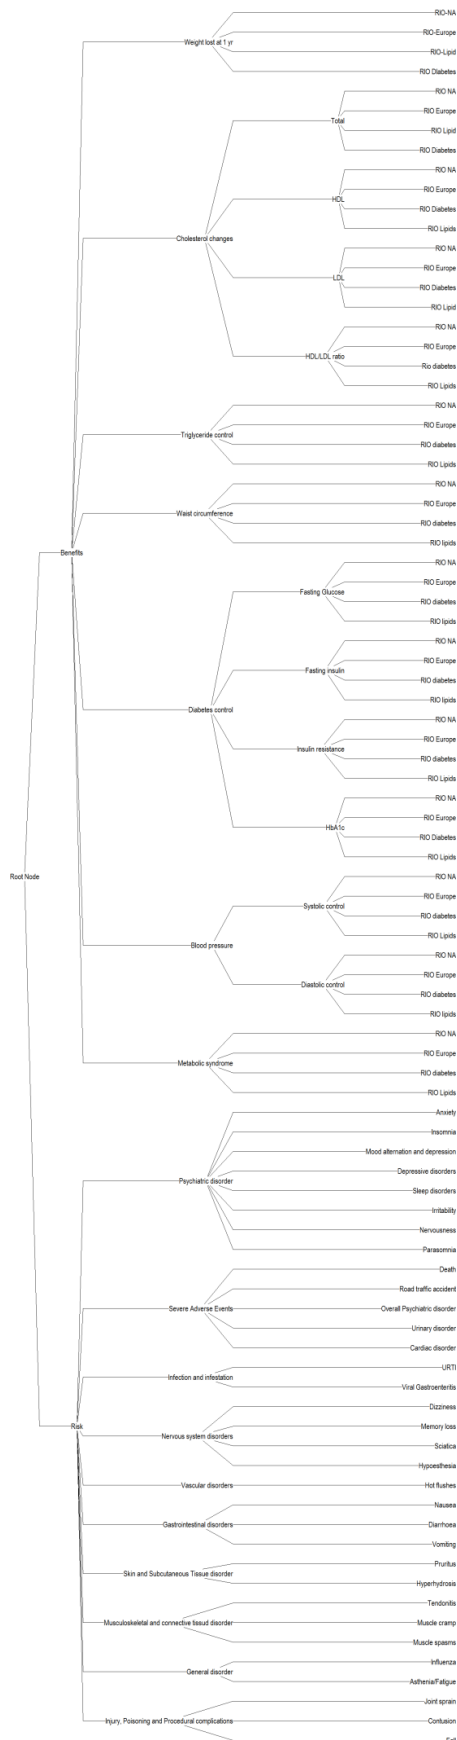 RIO-NA
RIO-Europe
Weight lost at 1 yr
RIO-Lipid
RIO Diabetes
RIO NA
RIO Europe
Total
RIO Lipid
RIO Diabetes
RIO NA
RIO Europe
HDL
RIO Diabetes
RIO Lipids
Cholesterol changes
RIO NA
RIO Europe
LDL
RIO Diabetes
RIO Lipid
RIO NA
RIO Europe
HDL/LDL ratio
Rio diabetes
RIO Lipids
RIO NA
RIO Europe
Triglyceride control
RIO diabetes
RIO Lipids
RIO NA
RIO Europe
Waist circumference
RIO diabetes
RIO lipids
Benefits
RIO NA
RIO Europe
Fasting Glucose
RIO diabetes
RIO lipids
RIO NA
RIO Europe
Fasting insulin
RIO diabetes
RIO lipids
Diabetes control
RIO NA
RIO Europe
Insulin resistance
RIO diabetes
RIO Lipids
RIO NA
RIO Europe
HbA1c
RIO Diabetes
RIO Lipids
Root Node
RIO NA
RIO Europe
Systolic control
RIO diabetes
RIO Lipids
Blood pressure
RIO NA
RIO Europe
Diastolic control
RIO diabetes
RIO lipids
RIO NA
RIO Europe
Metabolic syndrome
RIO diabetes
RIO Lipids
Anxiety
Insomnia
Mood alternation and depression
Depressive disorders
Psychiatric disorder
Sleep disorders
Irritability
Nervousness
Parasomnia
Death
Road traffic accident
Severe Adverse Events
Overall Psychiatric disorder
Urinary disorder
Cardiac disorder
URTI
Infection and infestation
Viral Gastroenteritis
Dizziness
Risk
Memory loss
Nervous system disorders
Sciatica
Hypoesthesia
Vascular disorders
Hot flushes
Nausea
Gastrointestinal disorders
Diarrhoea
Vomiting
Pruritus
Skin and Subcutaneous Tissue disorder
Hyperhydrosis
Tendonitis
Musculoskeletal and connective tissud disorder
Muscle cramp
Muscle spasms
Influenza
General disorder
Asthenia/Fatigue
Joint sprain
Injury, Poisoning and Procedural complications
Contusion